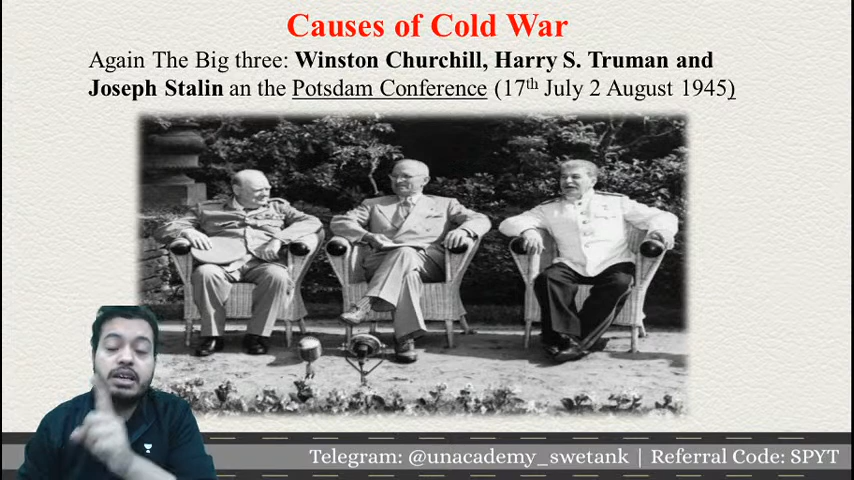 Causes of Cold War
Again The Big three: Winston Churchill, Harry S. Truman and
Joseph Stalin an the Potsdam Conference (17th July 2 August 1945)
Telegram: @unacademy_swetank | Referral Code: SPYT